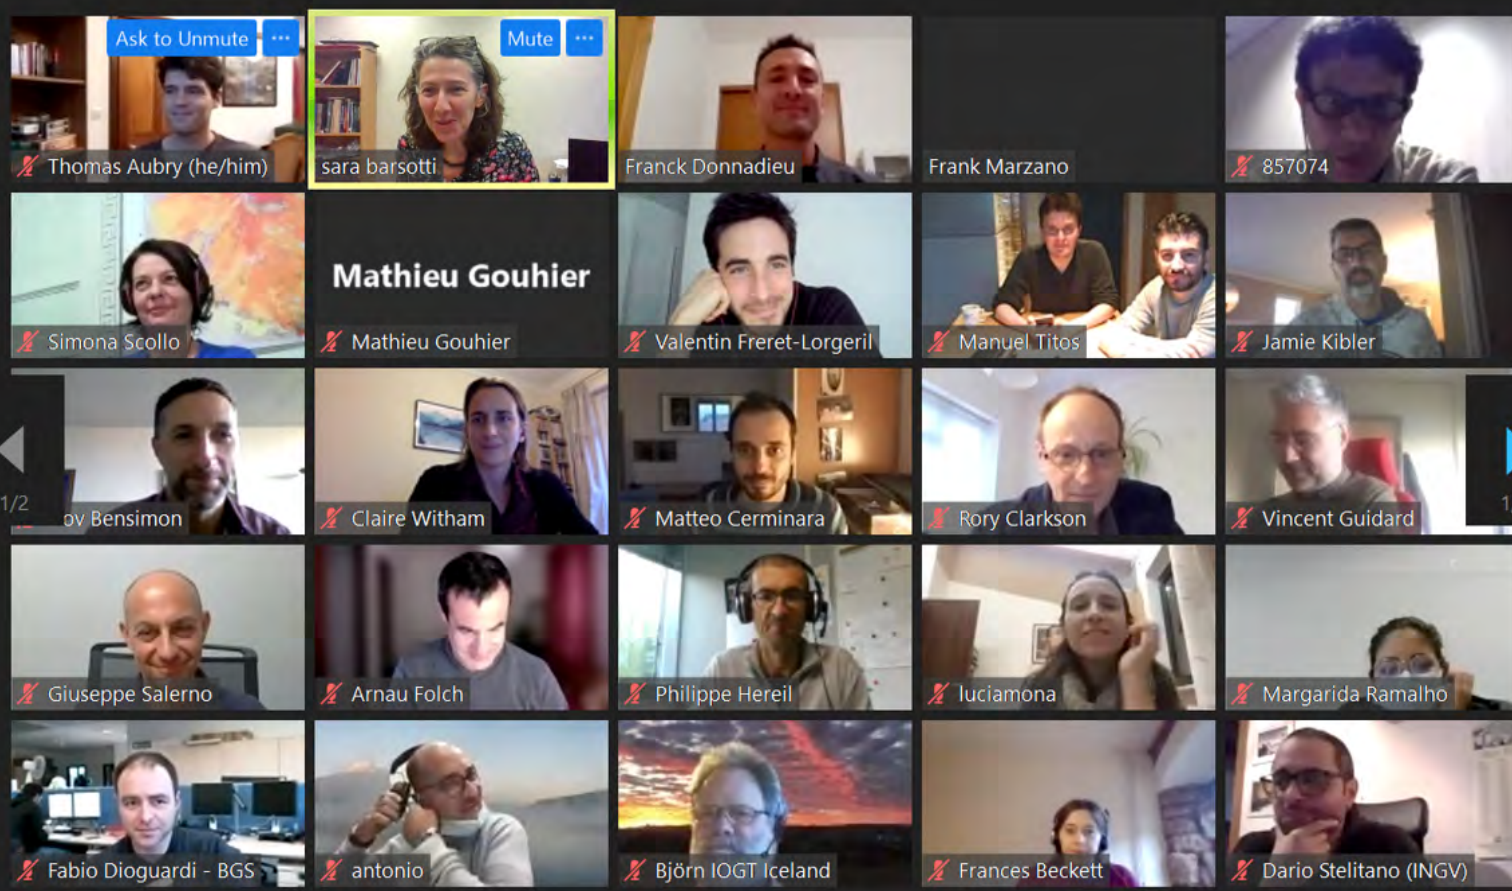 Ask to Unmute ...
Mute ...
Thomas Aubry (he/him)
sara barsotti
Franck Donnadieu
Frank Marzano
857074
Mathieu Gouhier
Simona Scollo
Mathieu Gouhier
Valentin Freret-Lorgeril
Manuel Titos
Jamie Kibler
1/2
ov Bensimon
Claire Witham
Matteo Cerminara
Rory Clarkson
Vincent Guidard
1
Giuseppe Salerno
Arnau Folch
Philippe Hereil
luciamona
Margarida Ramalho
Fabio Dioguardi - BGS
antonio
Björn IOGT Iceland
Frances Beckett
Dario Stelitano (INGV)